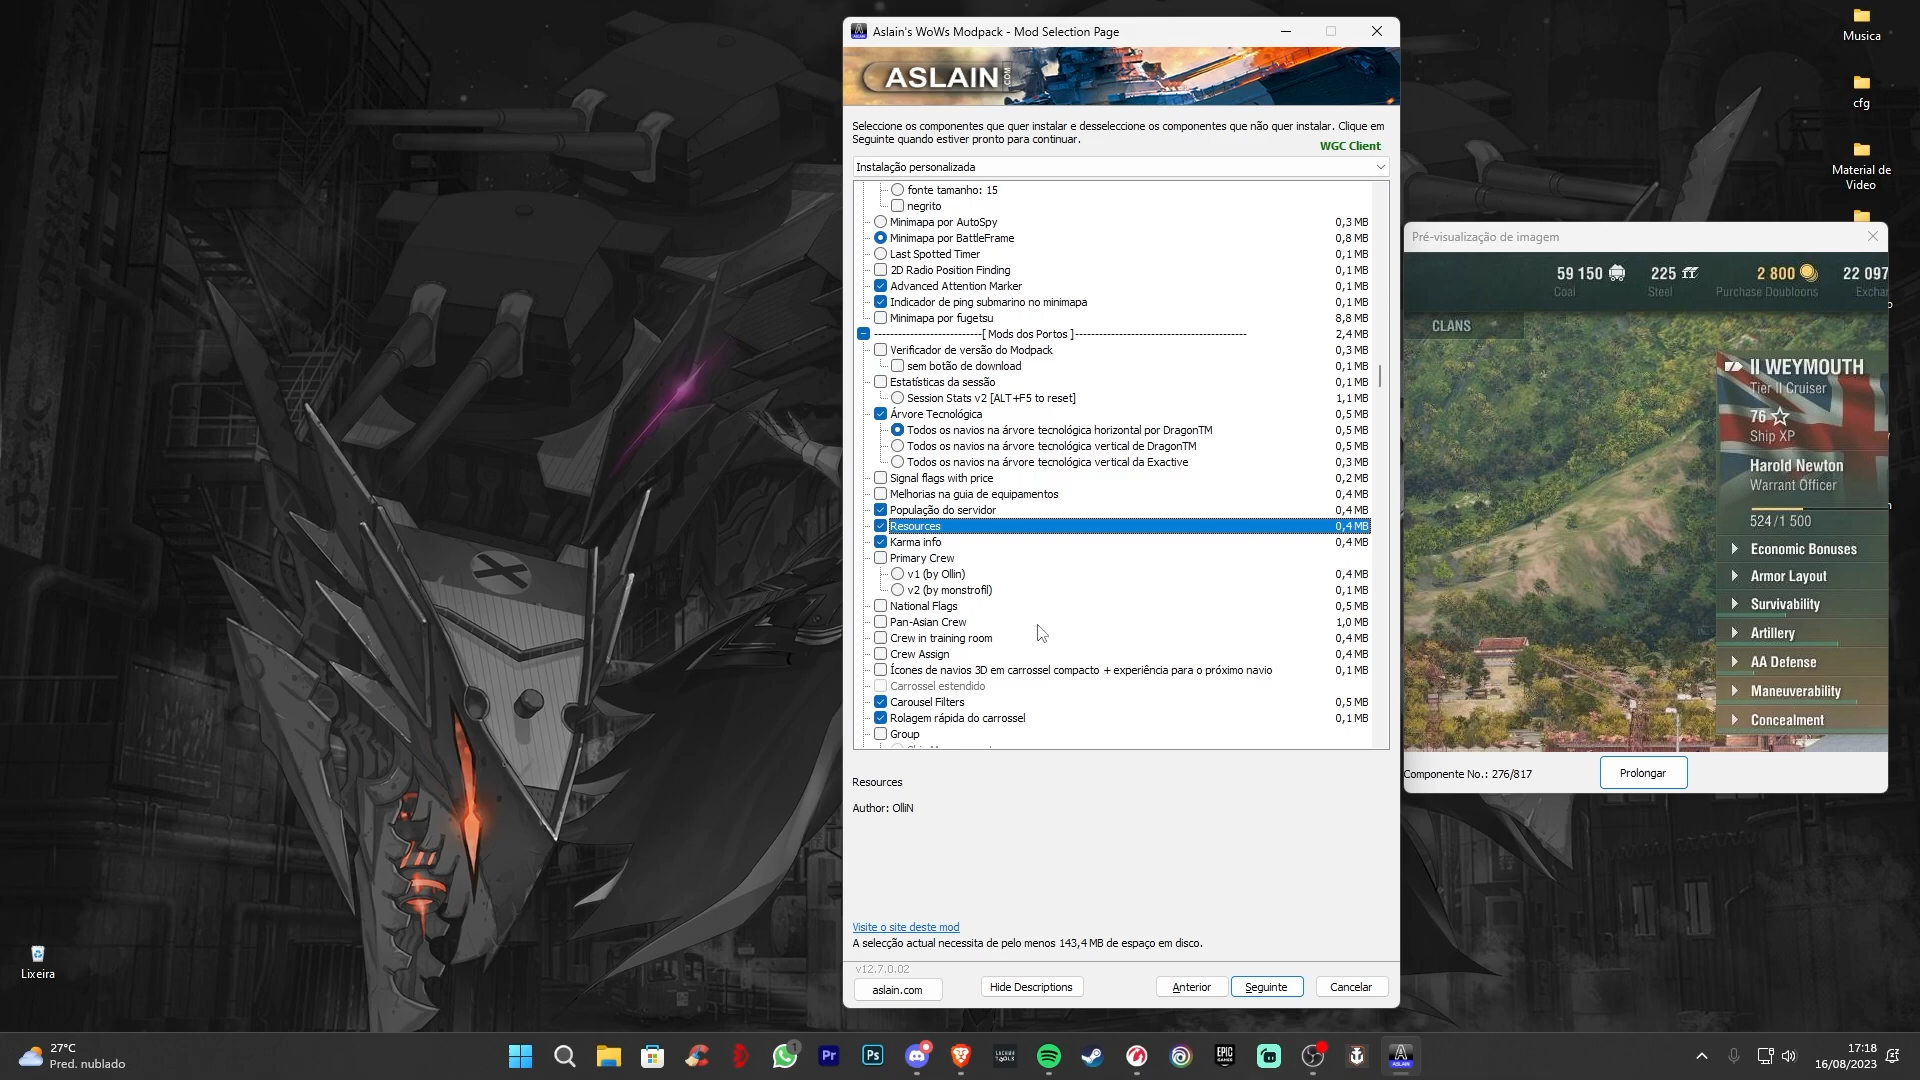 Musica
cfg
Material de
Video
Lixeira
Aslain's WoWs Modpack - Mod Selection Page
ASLAIN.COM
Seleccione os componentes que quer instalar e desseleccione os componentes que não quer instalar. Clique em
Seguinte quando estiver pronto para continuar.
WGC Client
Instalação personalizada
fonte tamanho: 15
negrito
Minimapa por AutoSpy 0,3 MB
Minimapa por BattleFrame 0,8 MB
Last Spotted Timer 0,1 MB
2D Radio Position Finding 0,1 MB
Advanced Attention Marker 0,1 MB
Indicador de ping submarino no minimapa 0,1 MB
Minimapa por fugetsu 8,8 MB
---------------------------[ Mods dos Portos ]------------------------------------------- 2,4 MB
Verificador de versão do Modpack 0,3 MB
sem botão de download 0,1 MB
Estatísticas da sessão 0,1 MB
Session Stats v2 [ALT+F5 to reset] 1,1 MB
Árvore Tecnológica 0,5 MB
Todos os navios na árvore tecnológica horizontal por DragonTM 0,5 MB
Todos os navios na árvore tecnológica vertical de DragonTM 0,5 MB
Todos os navios na árvore tecnológica vertical da Exactive 0,3 MB
Signal flags with price 0,2 MB
Melhorias na guia de equipamentos 0,4 MB
População do servidor 0,4 MB
Resources 0,4 MB
Karma info 0,4 MB
Primary Crew
v1 (by Ollin) 0,4 MB
v2 (by monstrofil) 0,1 MB
National Flags 0,5 MB
Pan-Asian Crew 1,0 MB
Crew in training room 0,4 MB
Crew Assign 0,4 MB
Ícones de navios 3D em carrossel compacto + experiência para o próximo navio 0,1 MB
Carrossel estendido
Carousel Filters 0,5 MB
Rolagem rápida do carrossel 0,1 MB
Group
Resources
Author: OlliN
Visite o site deste mod
A selecção actual necessita de pelo menos 143,4 MB de espaço em disco.
v12.7.0.02
aslain.com
Hide Descriptions
Anterior
Seguinte
Cancelar
Pré-visualização de imagem
59 150 225 2 800 22 097
Coal Steel Purchase Doubloons Exchan
CLANS
II WEYMOUTH
Tier II Cruiser
76
Ship XP
Harold Newton
Warrant Officer
524 / 1 500
Economic Bonuses
Armor Layout
Survivability
Artillery
AA Defense
Maneuverability
Concealment
Componente No.: 276/817
Prolongar
27°C
Pred. nublado
1
Pr
Ps
EPIC
GAMES
ASLAIN
17:18
16/08/2023